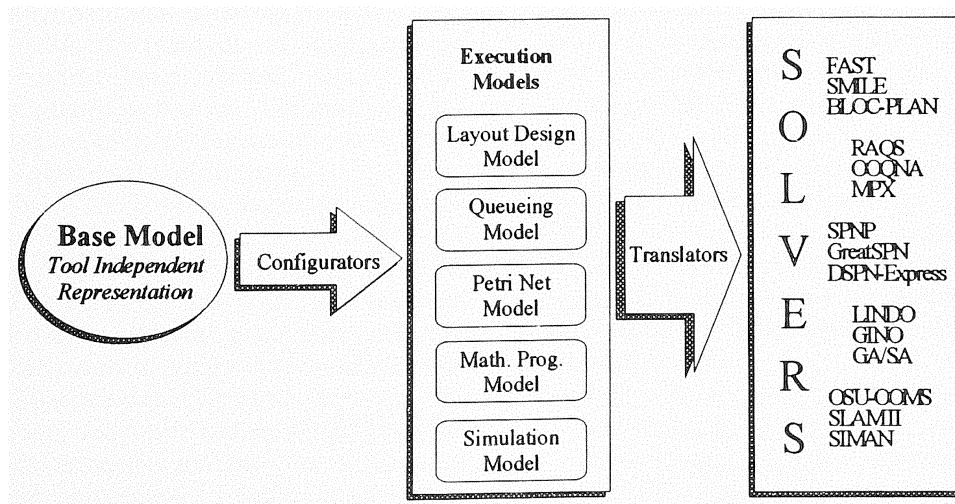 Base Model
Tool Independent
Representation
Configurators
Execution
Models
Layout Design
Model
Queueing
Model
Petri Net
Model
Math. Prog.
Model
Simulation
Model
Translators
S
O
L
V
E
R
S
FAST
SMILE
BLOC-PLAN
RAQS
OOQNA
MPX
SPNP
GreatSPN
DSPN-Express
LINDO
GINO
GA/SA
OSU-OOMS
SLAMII
SIMAN